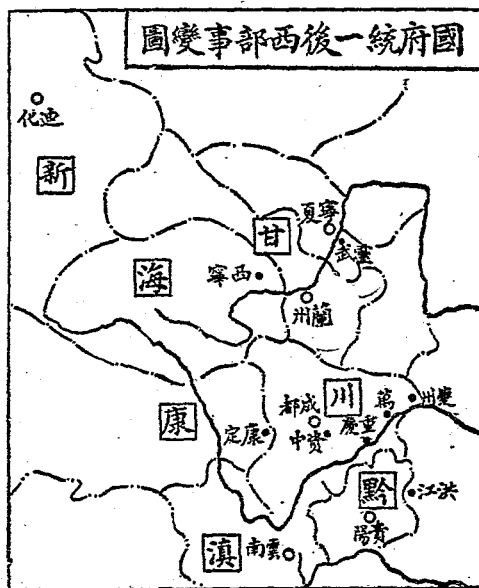 國府統一後西部事變圖
迪化
新
寧夏
甘
靈武
海
西寧
蘭州
川
夔州
萬
成都
康
重慶
資中
康定
黔
洪江
貴陽
滇
雲南